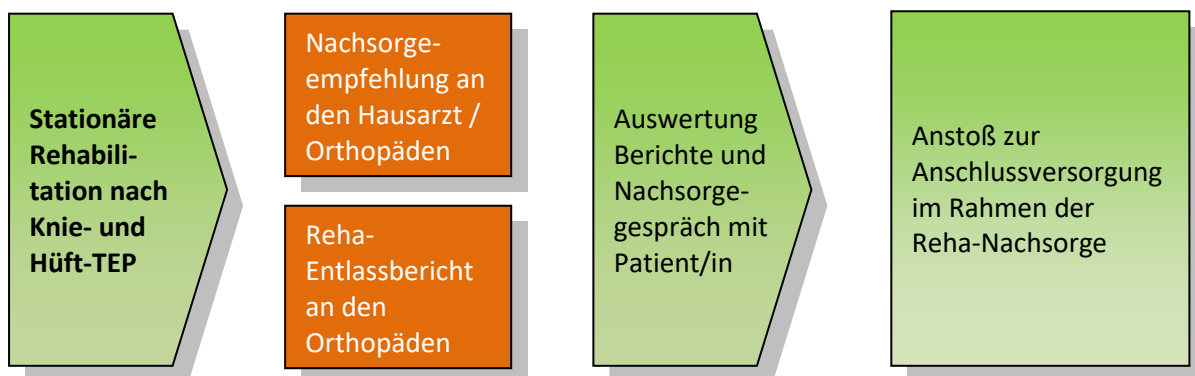 Stationäre
Rehabili-
tation nach
Knie- und
Hüft-TEP
Nachsorge-
empfehlung an
den Hausarzt /
Orthopäden
Reha-
Entlassbericht
an den
Orthopäden
Auswertung
Berichte und
Nachsorge-
gespräch mit
Patient/in
Anstoß zur
Anschlussversorgung
im Rahmen der
Reha-Nachsorge